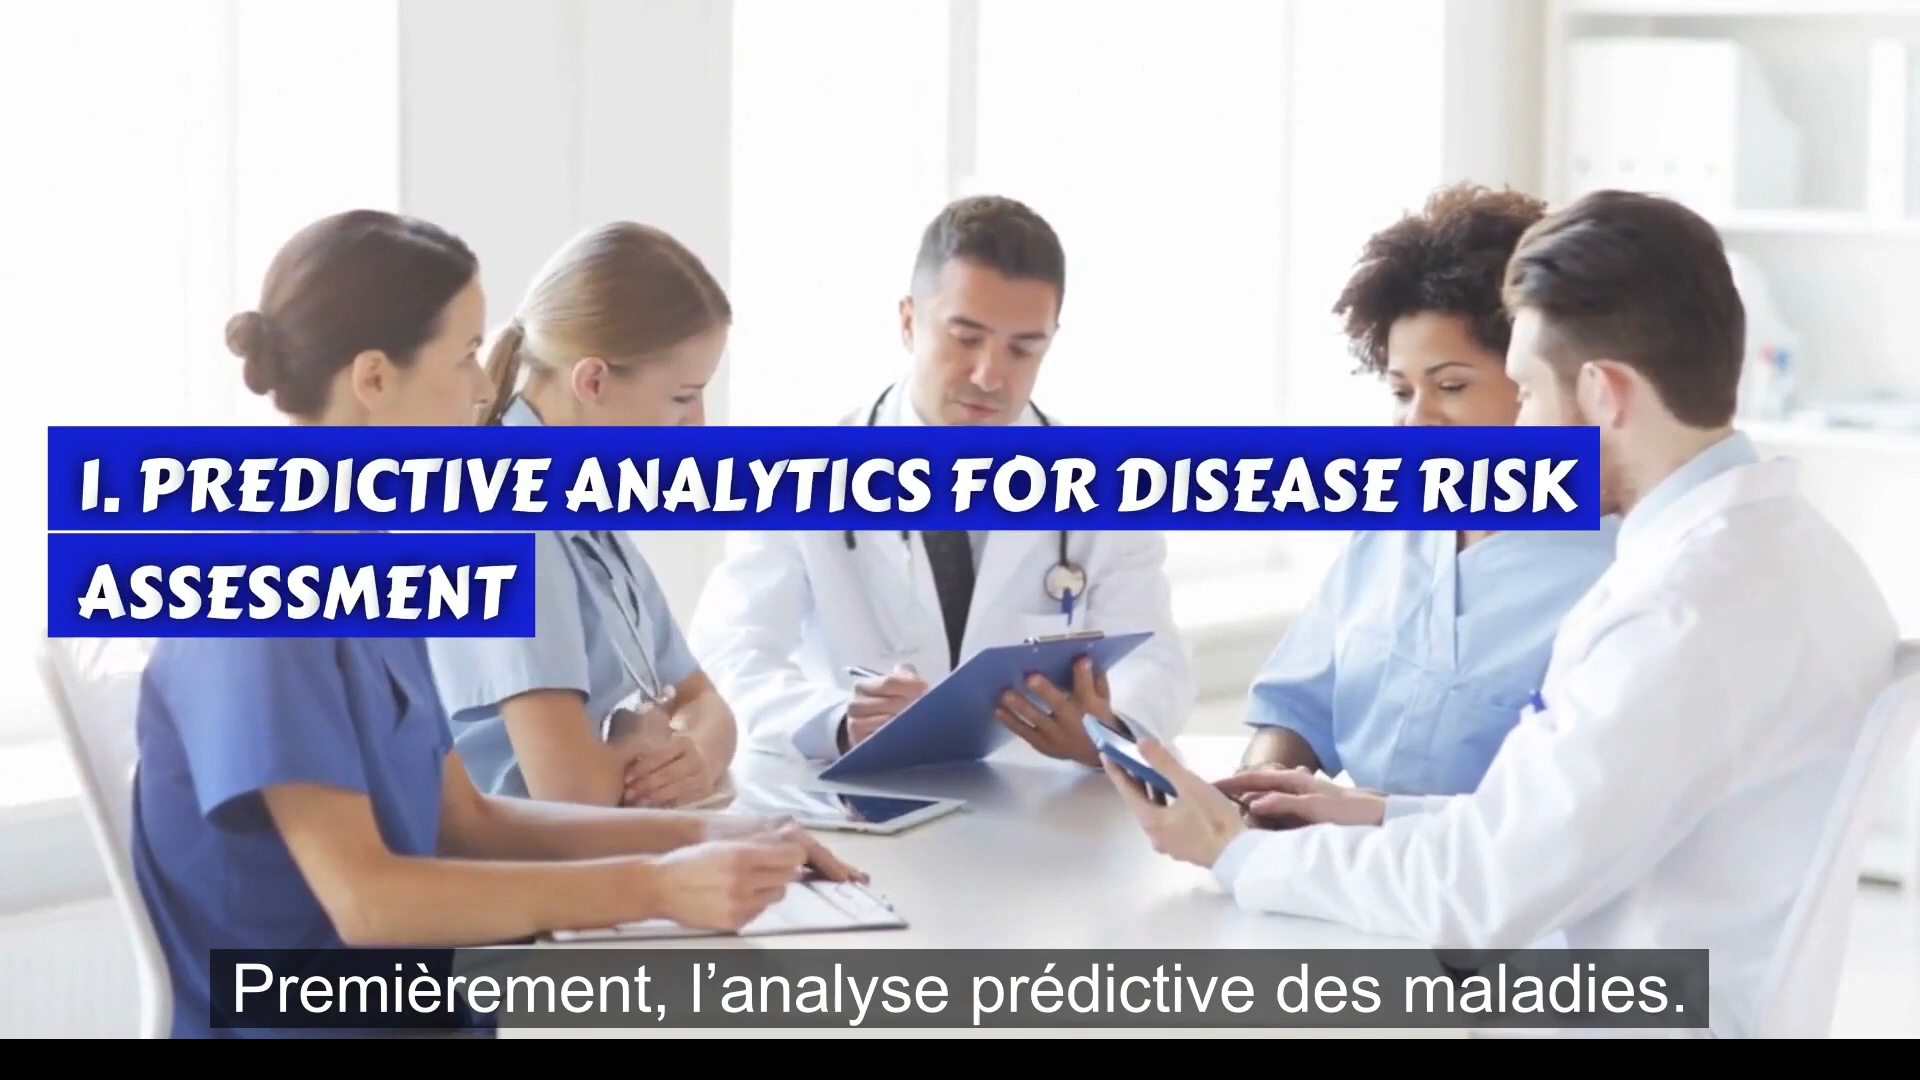 1. PREDICTIVE ANALYTICS FOR DISEASE RISK
ASSESSMENT
Premièrement, l’analyse prédictive des maladies.